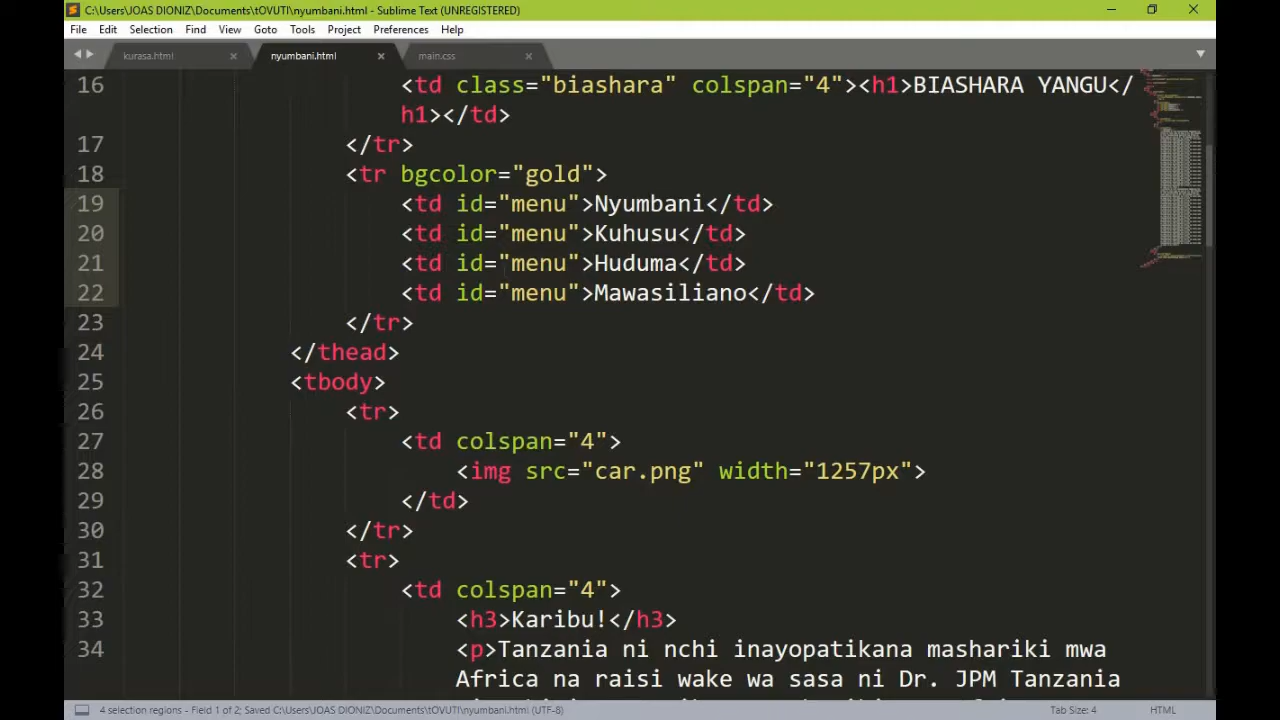 C:\Users\JOAS DIONIZ\Documents\tOVUTI\nyumbani.html - Sublime Text (UNREGISTERED)
File Edit Selection Find View Goto Tools Project Preferences Help
kurasa.html nyumbani.html main.css
16 <td class="biashara" colspan="4"><h1>BIASHARA YANGU</
h1></td>
17 </tr>
18 <tr bgcolor="gold">
19 <td id="menu">Nyumbani</td>
20 <td id="menu">Kuhusu</td>
21 <td id="menu">Huduma</td>
22 <td id="menu">Mawasiliano</td>
23 </tr>
24 </thead>
25 <tbody>
26 <tr>
27 <td colspan="4">
28 <img src="car.png" width="1257px">
29 </td>
30 </tr>
31 <tr>
32 <td colspan="4">
33 <h3>Karibu!</h3>
34 <p>Tanzania ni nchi inayopatikana mashariki mwa
Africa na raisi wake wa sasa ni Dr. JPM Tanzania
4 selection regions - Field 1 of 2; Saved C:\Users\JOAS DIONIZ\Documents\tOVUTI\nyumbani.html (UTF-8) Tab Size: 4 HTML